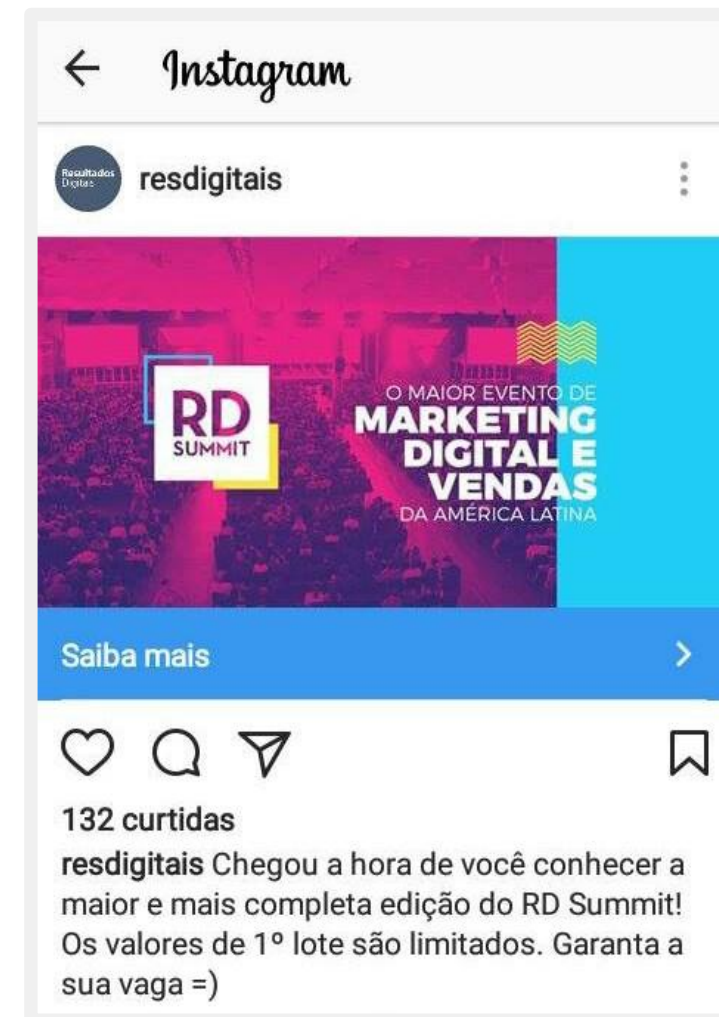 Instagram
Resultados
Digitais
resdigitais
RD
SUMMIT
O MAIOR EVENTO DE
MARKETING
DIGITAL E
VENDAS
DA AMÉRICA LATINA
Saiba mais
132 curtidas
resdigitais Chegou a hora de você conhecer a
maior e mais completa edição do RD Summit!
Os valores de 1º lote são limitados. Garanta a
sua vaga =)